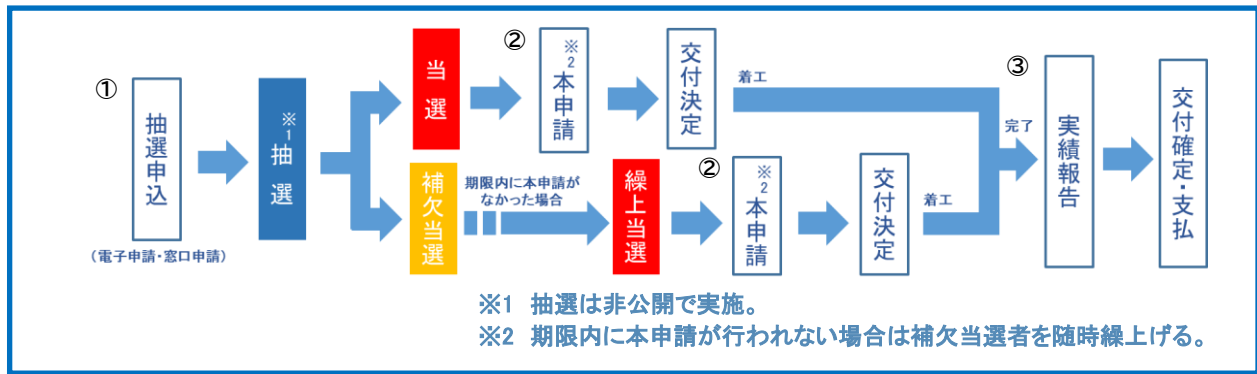 ①
抽選申込
(電子申請・窓口申請)
※1
抽選
当選
②
※2
本申請
交付決定
着工
補欠当選
期限内に本申請が
なかった場合
繰上当選
②
※2
本申請
交付決定
着工
完了
③
実績報告
交付確定・支払
※1 抽選は非公開で実施。
※2 期限内に本申請が行われない場合は補欠当選者を随時繰上げる。